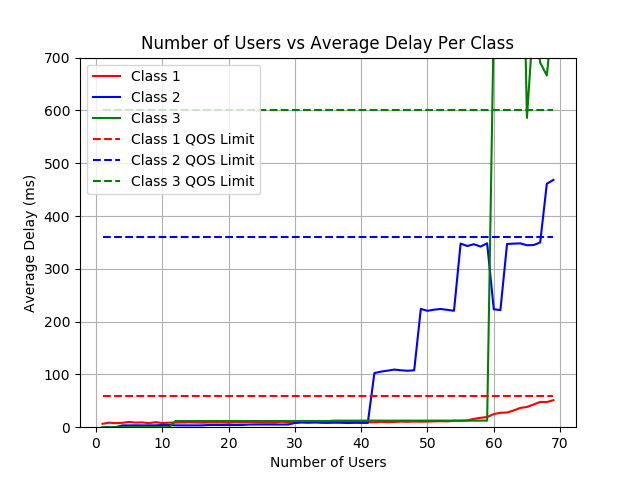 Number of Users vs Average Delay Per Class
Average Delay (ms)
700
600
500
400
300
200
100
0
Class 1
Class 2
Class 3
Class 1 QOS Limit
Class 2 QOS Limit
Class 3 QOS Limit
0 10 20 30 40 50 60 70
Number of Users